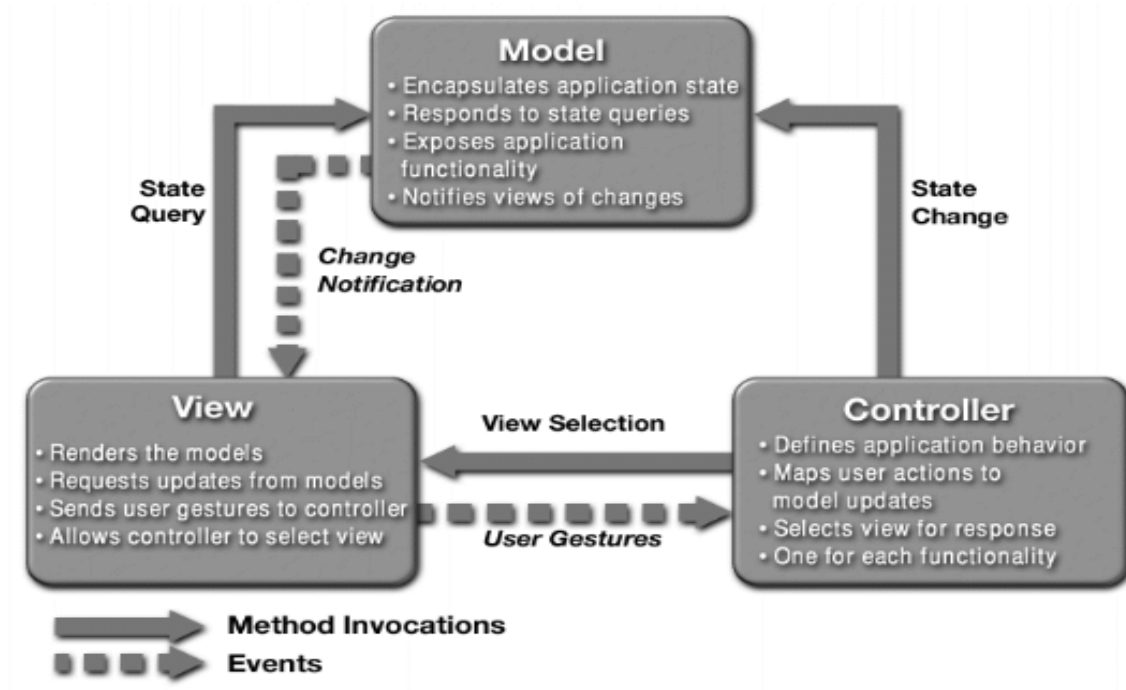 Model
• Encapsulates application state
• Responds to state queries
• Exposes application
functionality
• Notifies views of changes
State
Query
State
Change
Change
Notification
View
• Renders the models
• Requests updates from models
• Sends user gestures to controller
• Allows controller to select view
View Selection
User Gestures
Controller
• Defines application behavior
• Maps user actions to
model updates
• Selects view for response
• One for each functionality
Method Invocations
Events